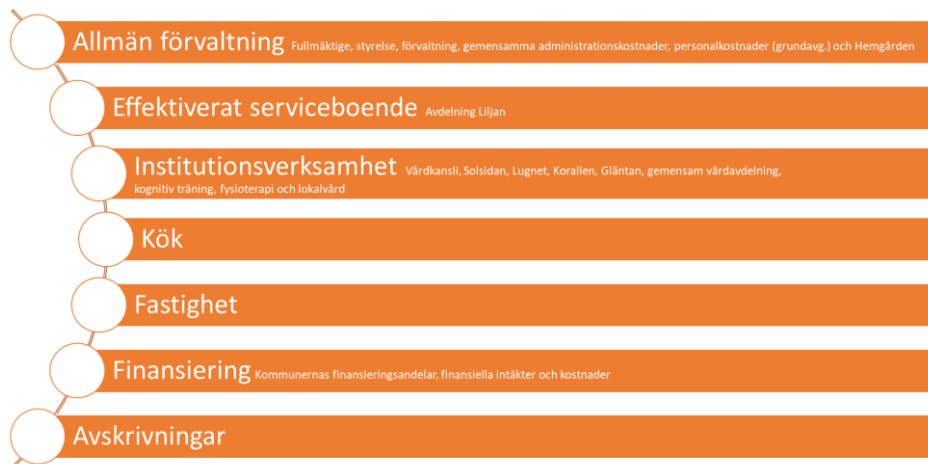 Allmän förvaltning Fullmäktige, styrelse, förvaltning, gemensamma administrationskostnader, personalkostnader (grundavg.) och Hemgården
Effektiverat serviceboende Avdelning Liljan
Institutionsverksamhet Vårdkansli, Solsidan, Lugnet, Korallen, Gläntan, gemensam vårdavdelning,
kognitiv träning, fysioterapi och lokalvård
Kök
Fastighet
Finansiering Kommunernas finansieringsandelar, finansiella intäkter och kostnader
Avskrivningar